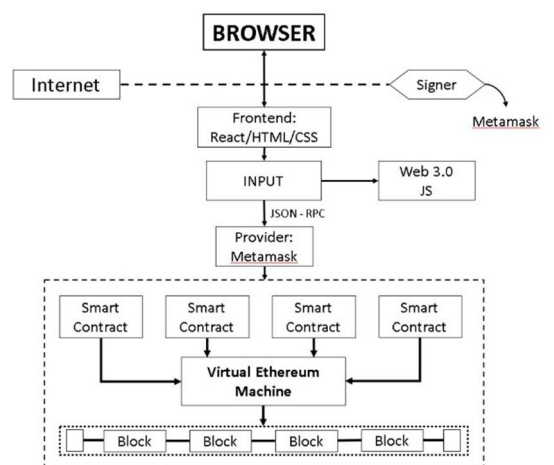 BROWSER
Internet
Signer
Metamask
Frontend:
React/HTML/CSS
INPUT
Web 3.0
JS
JSON - RPC
Provider:
Metamask
Smart
Contract
Smart
Contract
Smart
Contract
Smart
Contract
Virtual Ethereum
Machine
Block
Block
Block
Block